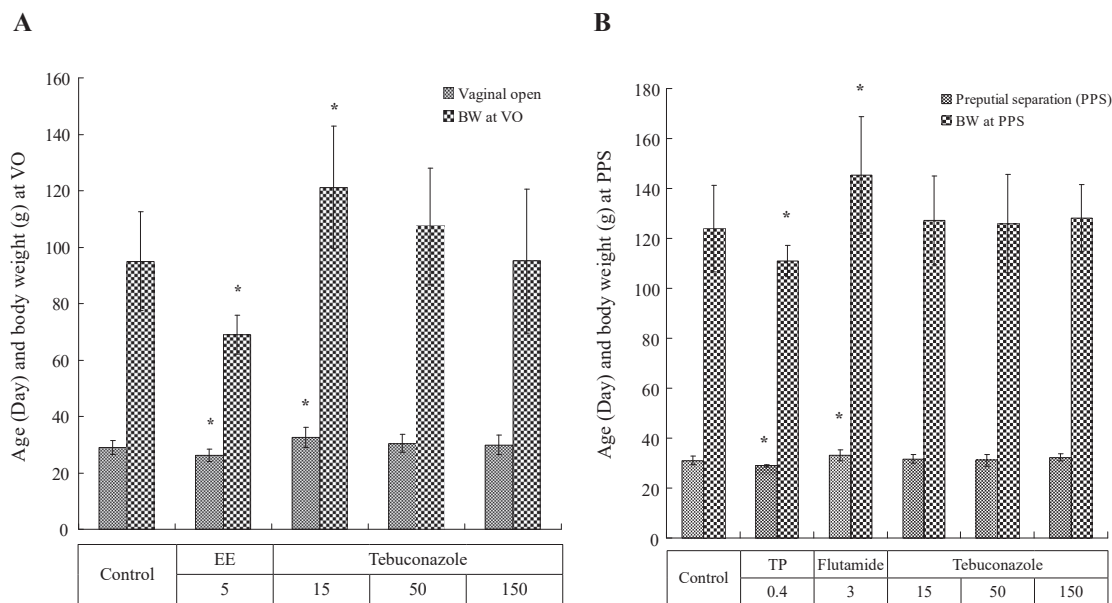 A
Age (Day) and body weight (g) at VO
160
140
120
100
80
60
40
20
0
Vaginal open
BW at VO
*
*
*
*
Control
EE
Tebuconazole
5
15
50
150
B
Age (Day) and body weight (g) at PPS
180
160
140
120
100
80
60
40
20
0
Preputial separation (PPS)
BW at PPS
*
*
*
*
Control
TP
Flutamide
Tebuconazole
0.4
3
15
50
150